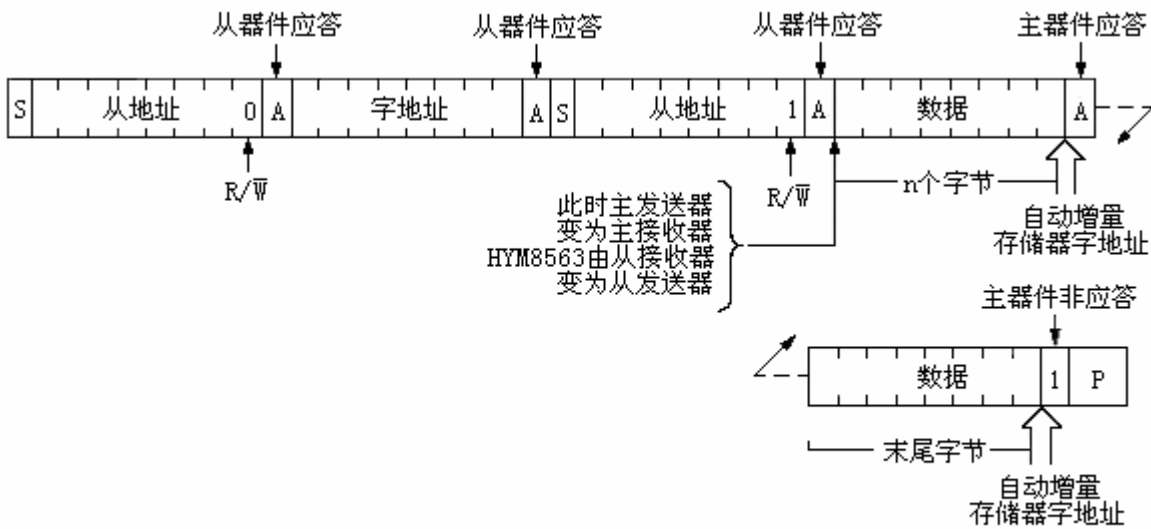 从器件应答 从器件应答 从器件应答 主器件应答
S 从地址 0 A 字地址 A S 从地址 1 A 数据 A
R/W̅ R/W̅ n个字节
此时主发送器
变为主接收器
HYM8563由从接收器
变为从发送器
自动增量
存储器字地址
主器件非应答
数据 1 P
末尾字节
自动增量
存储器字地址